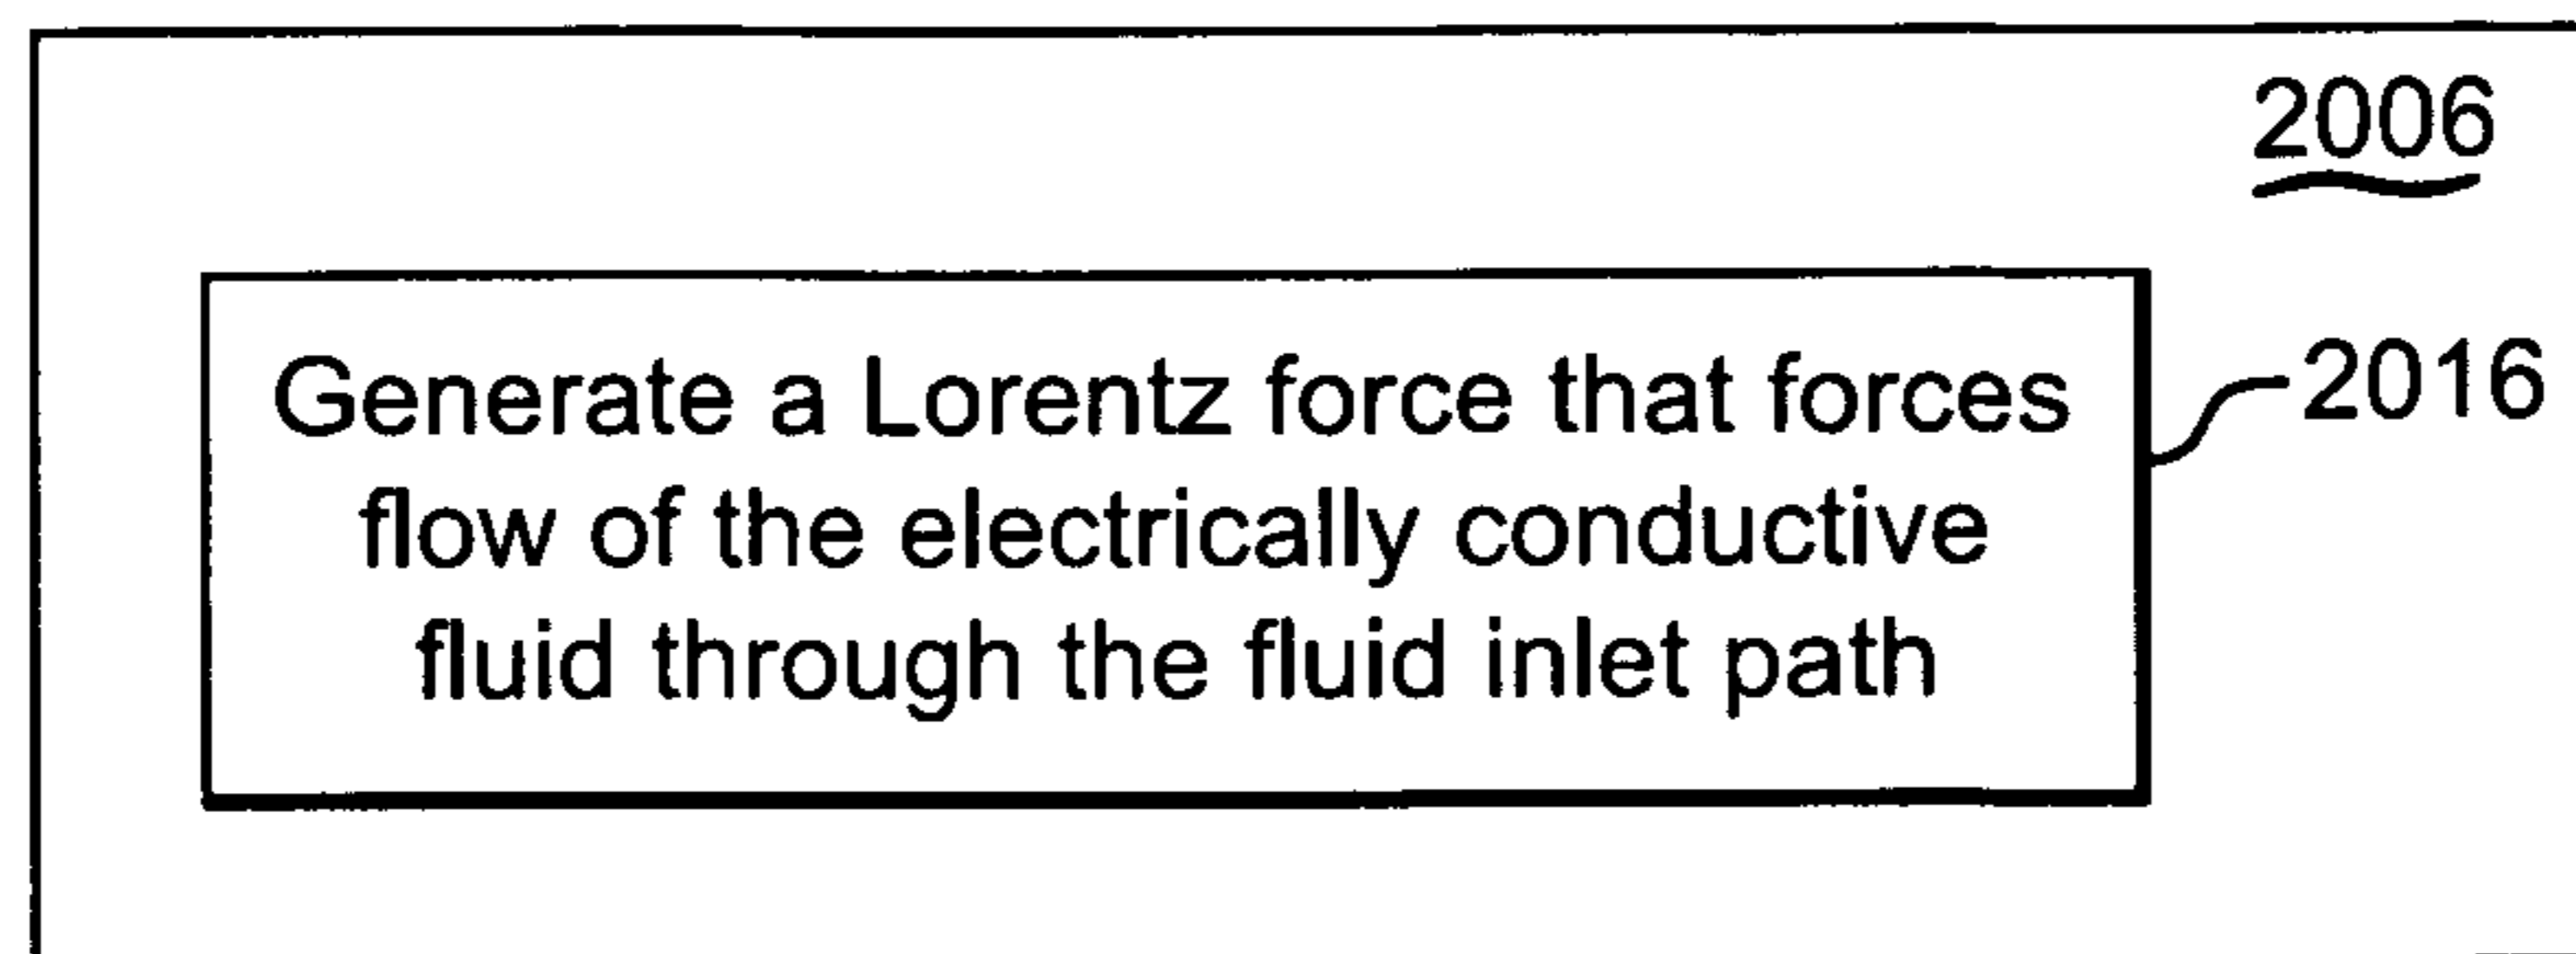 2006
Generate a Lorentz force that forces
2016
flow of the electrically conductive
fluid through the fluid inlet path